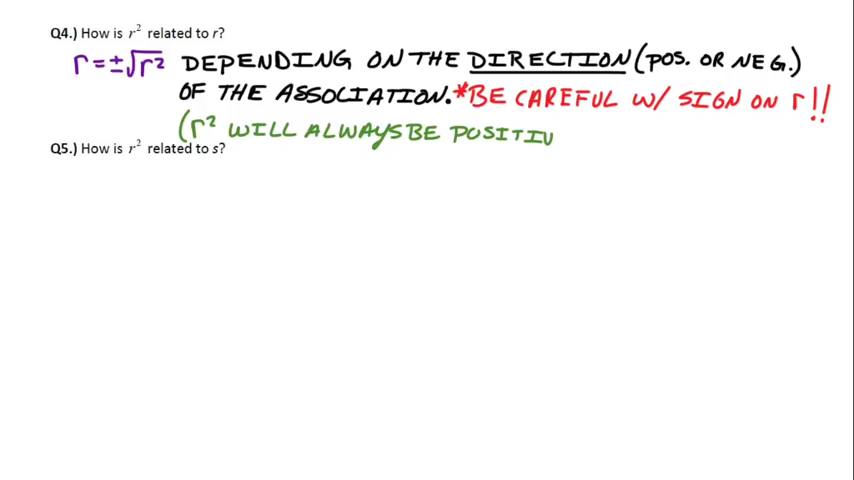 Q4.) How is r² related to r?
r = ±√r² DEPENDING ON THE DIRECTION (POS. OR NEG.)
OF THE ASSOCIATION. *BE CAREFUL W/ SIGN ON r!!
(r² WILL ALWAYS BE POSITIV
Q5.) How is r² related to s?